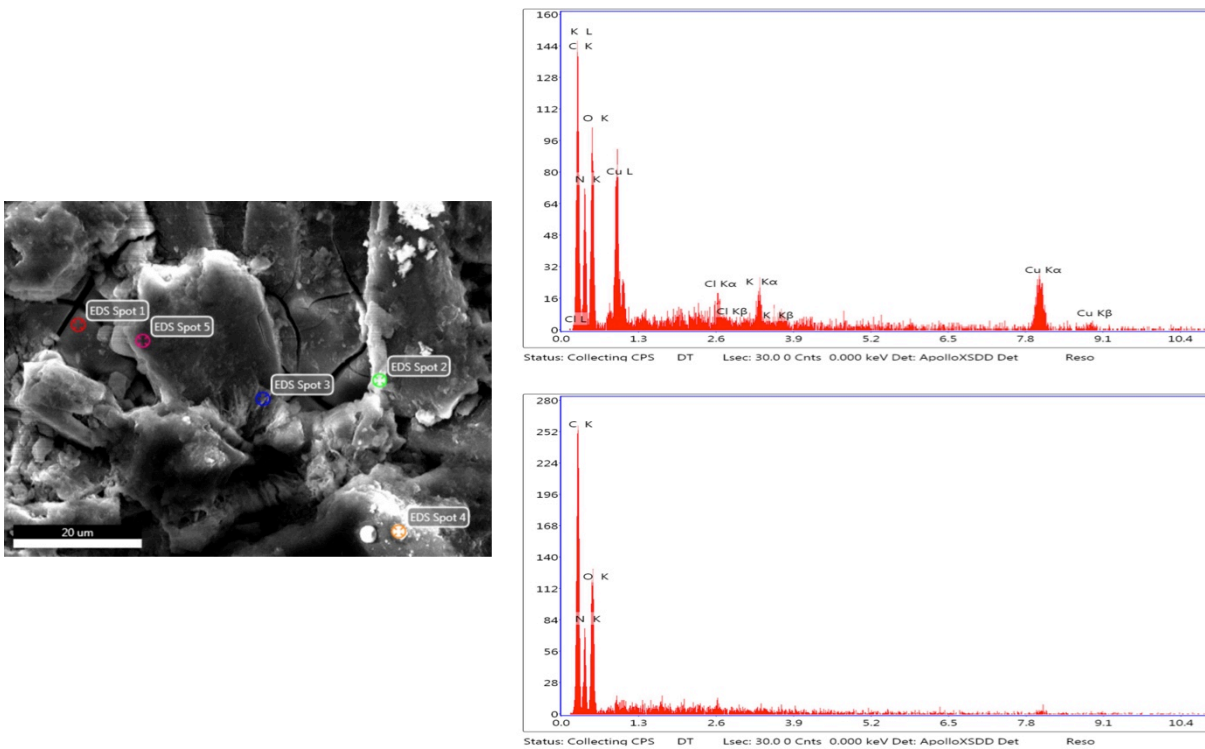 EDS Spot 1
EDS Spot 5
EDS Spot 2
EDS Spot 3
EDS Spot 4
20 um
160
144
128
112
96
80
64
48
32
16
0
K L
C K
O K
N K
Cu L
Cl L
Cl Kα
Cl Kβ
K Kα
K Kβ
Cu Kα
Cu Kβ
0.0 1.3 2.6 3.9 5.2 6.5 7.8 9.1 10.4
Status: Collecting CPS DT Lsec: 30.0 0 Cnts 0.000 keV Det: ApolloXSDD Det Reso
280
252
224
196
168
140
112
84
56
28
0
C K
O K
N K
0.0 1.3 2.6 3.9 5.2 6.5 7.8 9.1 10.4
Status: Collecting CPS DT Lsec: 30.0 0 Cnts 0.000 keV Det: ApolloXSDD Det Reso